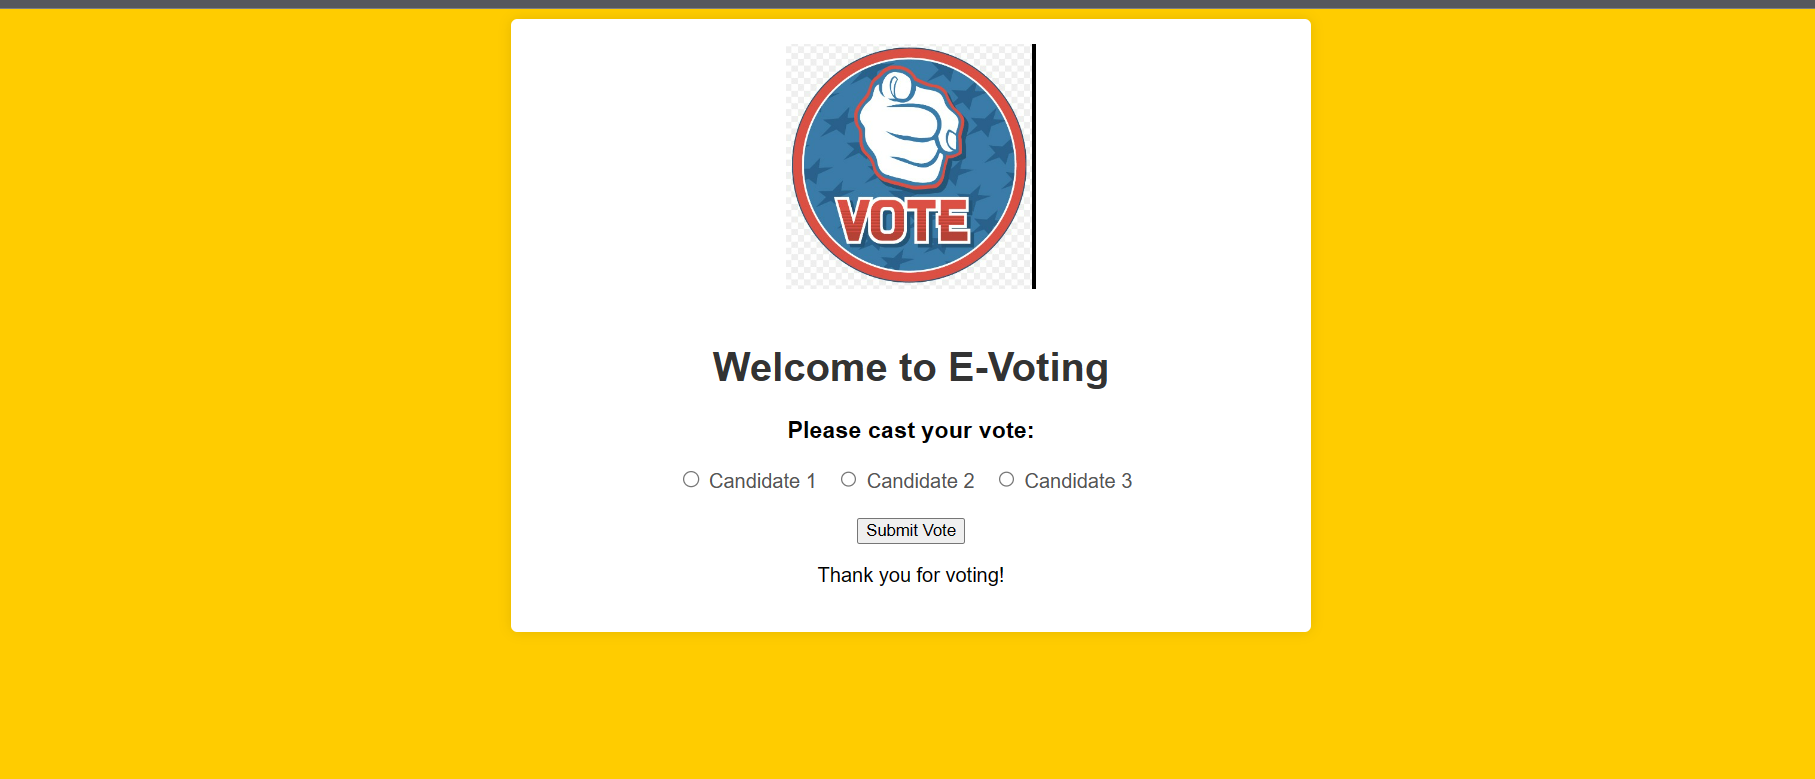 VOTE
Welcome to E-Voting
Please cast your vote:
Candidate 1 Candidate 2 Candidate 3
Submit Vote
Thank you for voting!